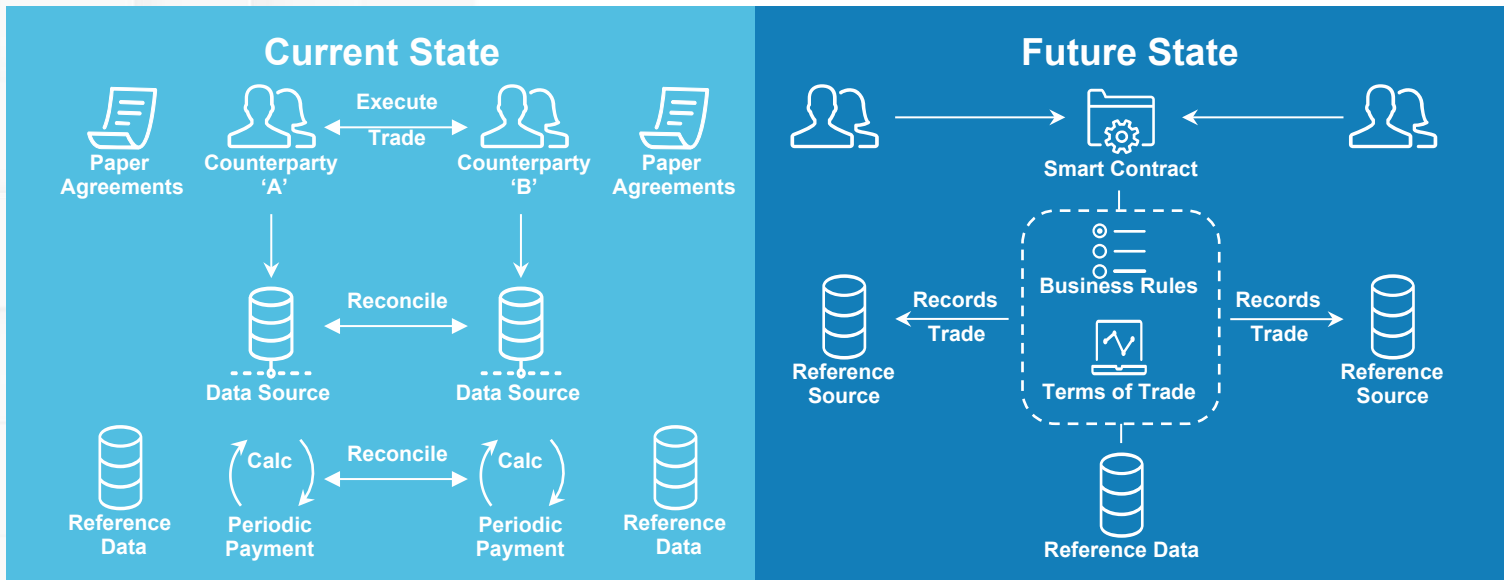 Current State
Paper
Agreements
Counterparty
‘A’
Execute
Trade
Counterparty
‘B’
Paper
Agreements
Reconcile
Data Source
Data Source
Reference
Data
Calc
Periodic
Payment
Reconcile
Calc
Periodic
Payment
Reference
Data
Future State
Smart Contract
Business Rules
Terms of Trade
Records
Trade
Reference
Source
Records
Trade
Reference
Source
Reference Data